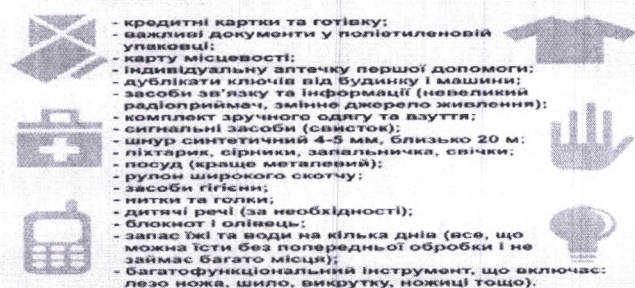 - кредитні картки та готівку;
- важливі документи у поліетиленовій
упаковці;
- карту місцевості;
- індивідуальну аптечку першої допомоги;
- дублікати ключів від будинку і машини;
- засоби зв'язку та інформації (невеликий
радіоприймач, змінне джерело живлення);
- комплект зручного одягу та взуття;
- сигнальні засоби (свисток);
- шнур синтетичний 4-5 мм, близько 20 м;
- ліхтарик, сірники, запальничка, свічки;
- посуд (краще металевий);
- рулон широкого скотчу;
- засоби гігієни;
- нитки та голки;
- дитячі речі (за необхідності);
- блокнот і олівець;
- запас їжі та води на кілька днів (все, що
можна їсти без попередньої обробки і не
займає багато місця);
- багатофункціональний інструмент, що включає:
лезо ножа, шило, викрутку, ножиці тощо).